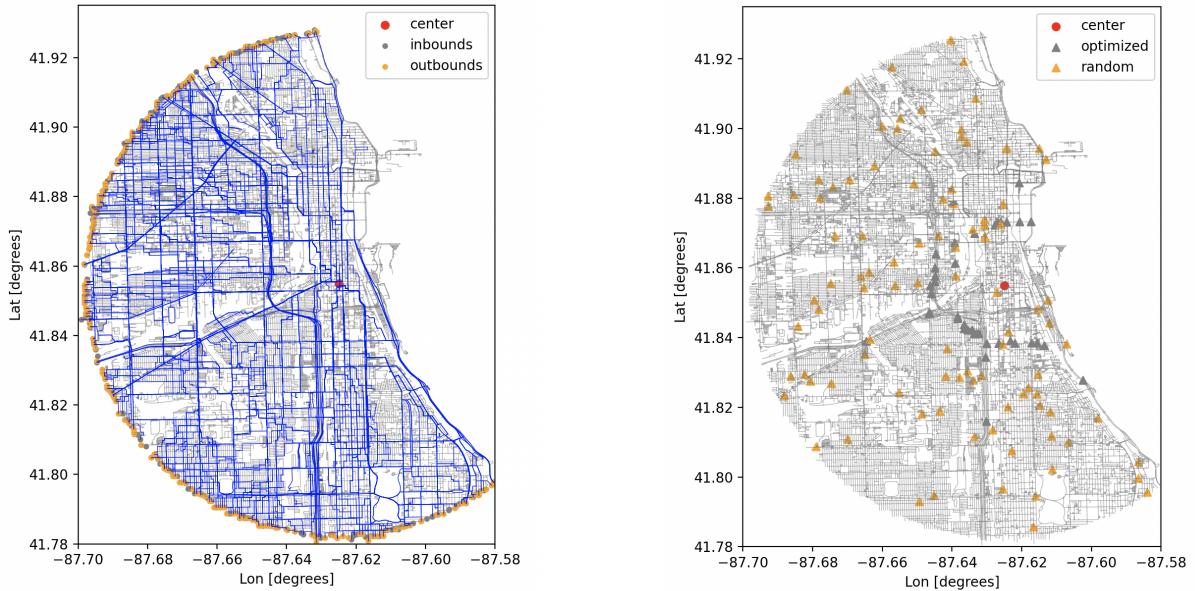 center
inbounds
outbounds
41.92
41.90
41.88
41.86
41.84
41.82
41.80
41.78
Lat [degrees]
−87.70 −87.68 −87.66 −87.64 −87.62 −87.60 −87.58
Lon [degrees]
center
optimized
random
41.92
41.90
41.88
41.86
41.84
41.82
41.80
41.78
Lat [degrees]
−87.70 −87.68 −87.66 −87.64 −87.62 −87.60 −87.58
Lon [degrees]